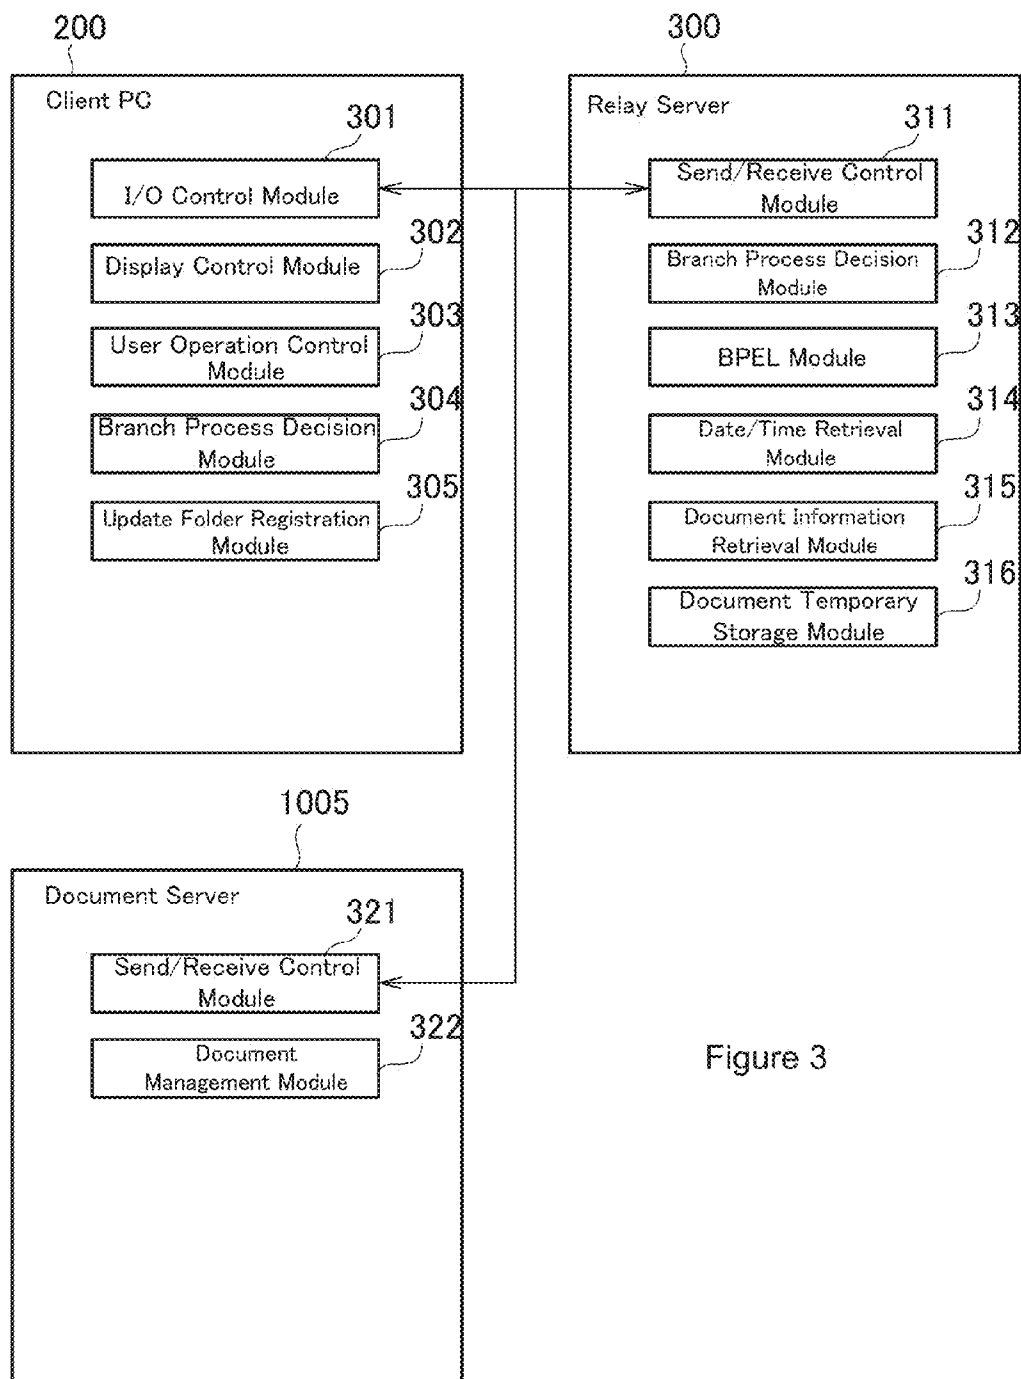 200
Client PC
301
I/O Control Module
302
Display Control Module
303
User Operation Control
Module
304
Branch Process Decision
Module
305
Update Folder Registration
Module
300
Relay Server
311
Send/Receive Control
Module
312
Branch Process Decision
Module
313
BPEL Module
314
Date/Time Retrieval
Module
315
Document Information
Retrieval Module
316
Document Temporary
Storage Module
1005
Document Server
321
Send/Receive Control
Module
322
Document
Management Module
Figure 3